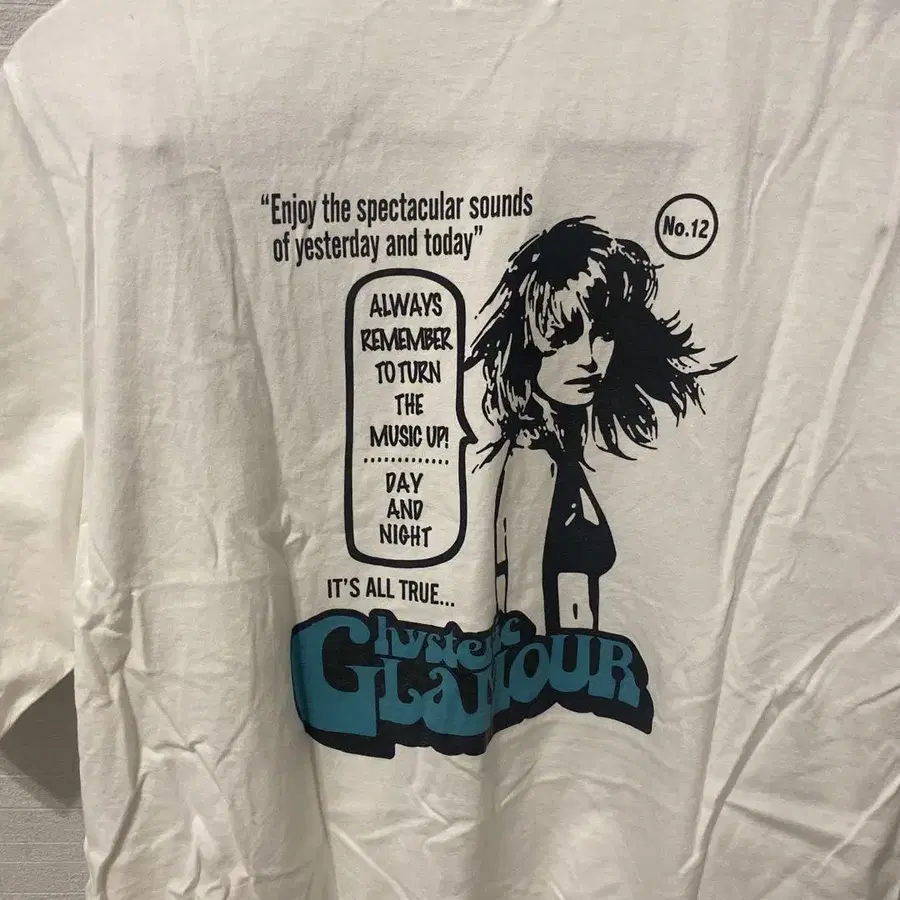 “Enjoy the spectacular sounds
of yesterday and today”
No.12
ALWAYS
REMEMBER
TO TURN
THE
MUSIC UP!
DAY
AND
NIGHT
IT'S ALL TRUE...
hysteric
GLAMOUR